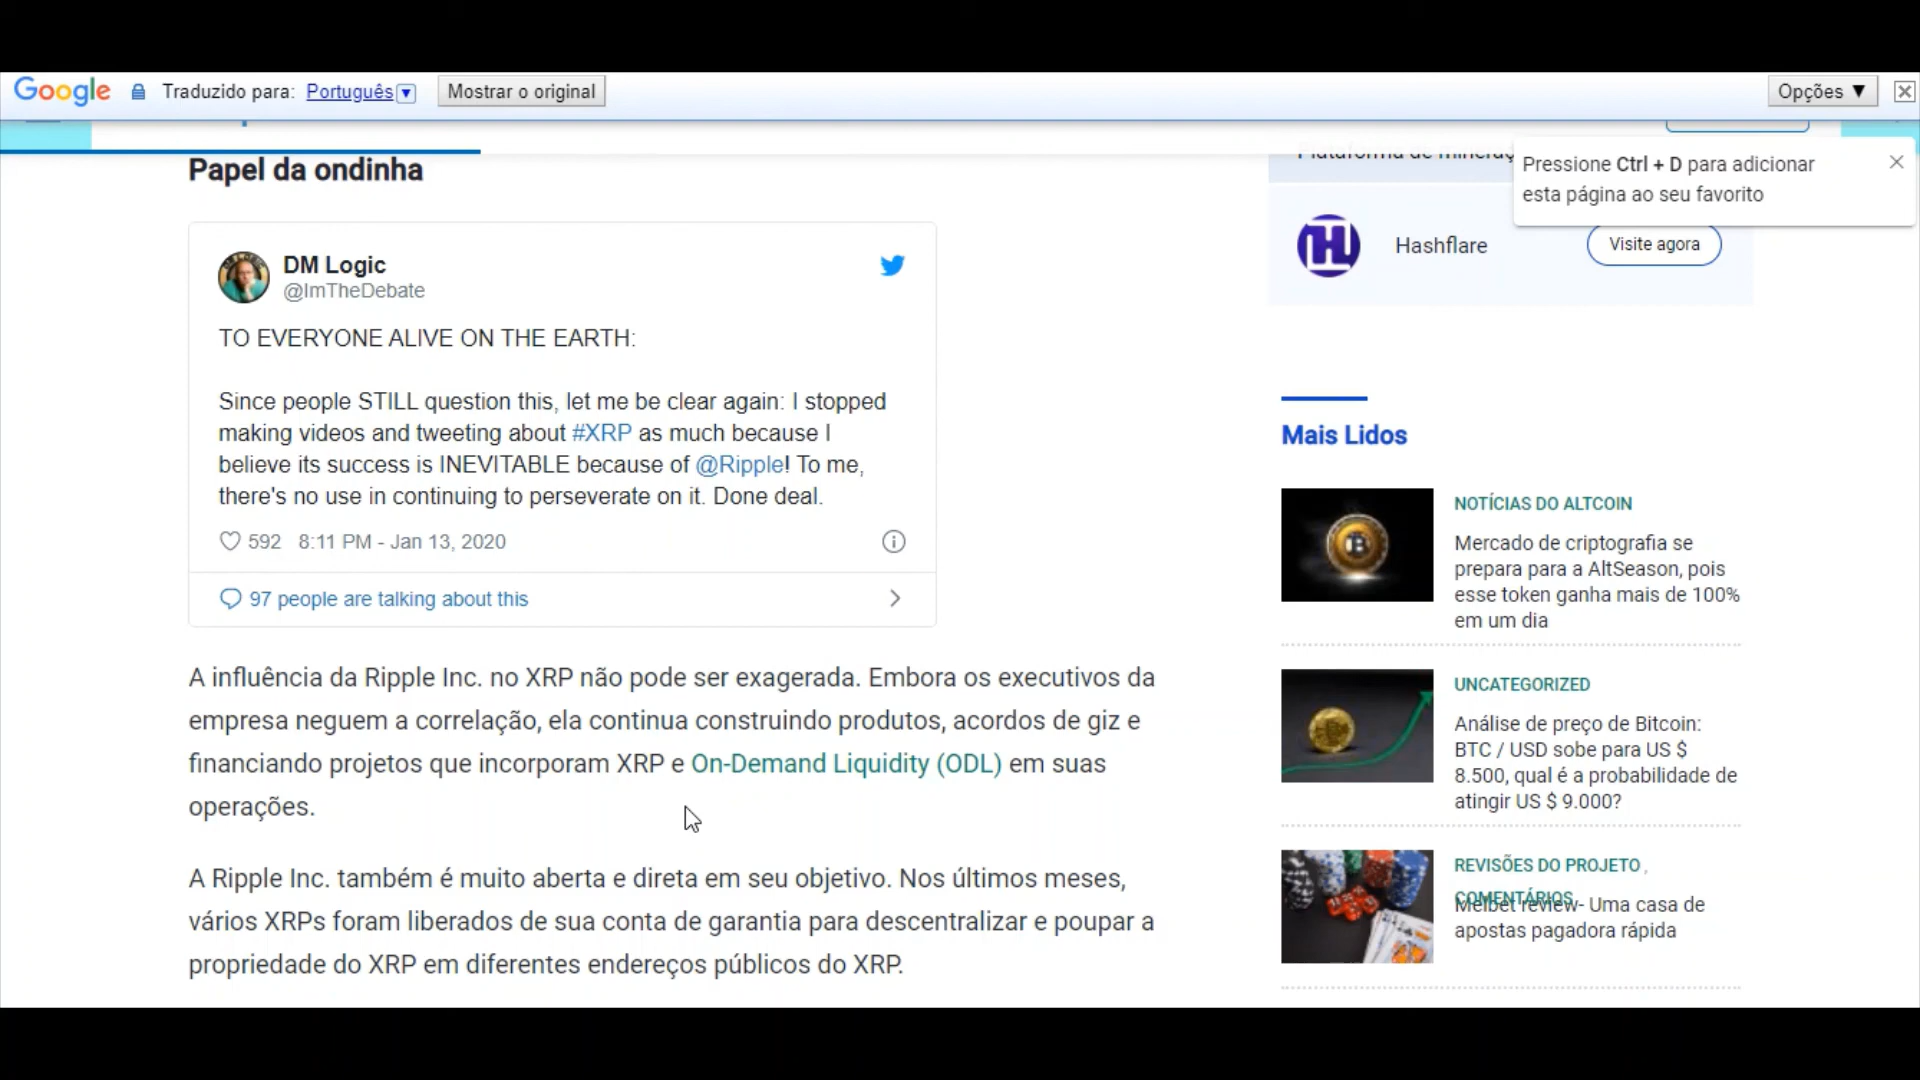 Google Traduzido para: Português Mostrar o original Opções ▼
Pressione Ctrl + D para adicionar
esta página ao seu favorito
Papel da ondinha
DM Logic
@ImTheDebate
TO EVERYONE ALIVE ON THE EARTH:
Since people STILL question this, let me be clear again: I stopped
making videos and tweeting about #XRP as much because I
believe its success is INEVITABLE because of @Ripple! To me,
there's no use in continuing to perseverate on it. Done deal.
592 8:11 PM - Jan 13, 2020
97 people are talking about this
A influência da Ripple Inc. no XRP não pode ser exagerada. Embora os executivos da
empresa neguem a correlação, ela continua construindo produtos, acordos de giz e
financiando projetos que incorporam XRP e On-Demand Liquidity (ODL) em suas
operações.
A Ripple Inc. também é muito aberta e direta em seu objetivo. Nos últimos meses,
vários XRPs foram liberados de sua conta de garantia para descentralizar e poupar a
propriedade do XRP em diferentes endereços públicos do XRP.
Plataforma de
Hashflare Visite agora
Mais Lidos
NOTÍCIAS DO ALTCOIN
Mercado de criptografia se
prepara para a AltSeason, pois
esse token ganha mais de 100%
em um dia
UNCATEGORIZED
Análise de preço de Bitcoin:
BTC / USD sobe para US $
8.500, qual é a probabilidade de
atingir US $ 9.000?
REVISÕES DO PROJETO ,
COMENTÁRIOS
Melbet review- Uma casa de
apostas pagadora rápida